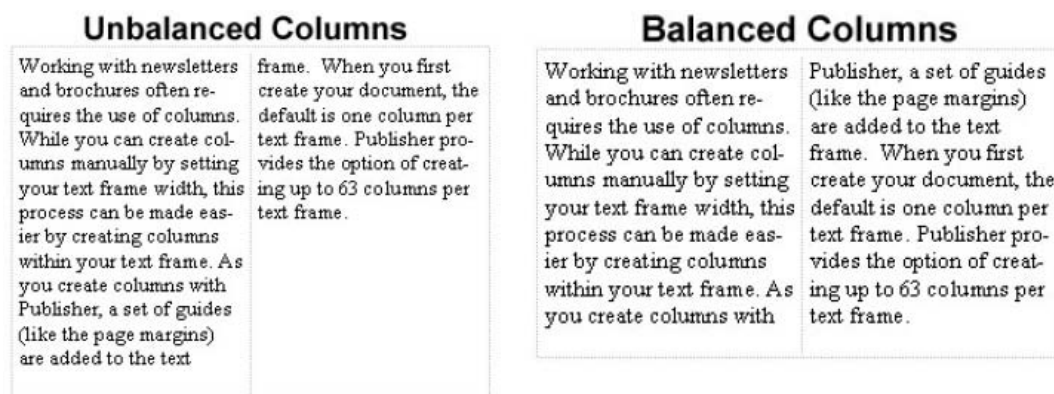 Unbalanced Columns
Working with newsletters
and brochures often re-
quires the use of columns.
While you can create col-
umns manually by setting
your text frame width, this
process can be made eas-
ier by creating columns
within your text frame. As
you create columns with
Publisher, a set of guides
(like the page margins)
are added to the text
frame.  When you first
create your document, the
default is one column per
text frame. Publisher pro-
vides the option of creat-
ing up to 63 columns per
text frame.
Balanced Columns
Working with newsletters
and brochures often re-
quires the use of columns.
While you can create col-
umns manually by setting
your text frame width, this
process can be made eas-
ier by creating columns
within your text frame. As
you create columns with
Publisher, a set of guides
(like the page margins)
are added to the text
frame.  When you first
create your document, the
default is one column per
text frame. Publisher pro-
vides the option of creat-
ing up to 63 columns per
text frame.